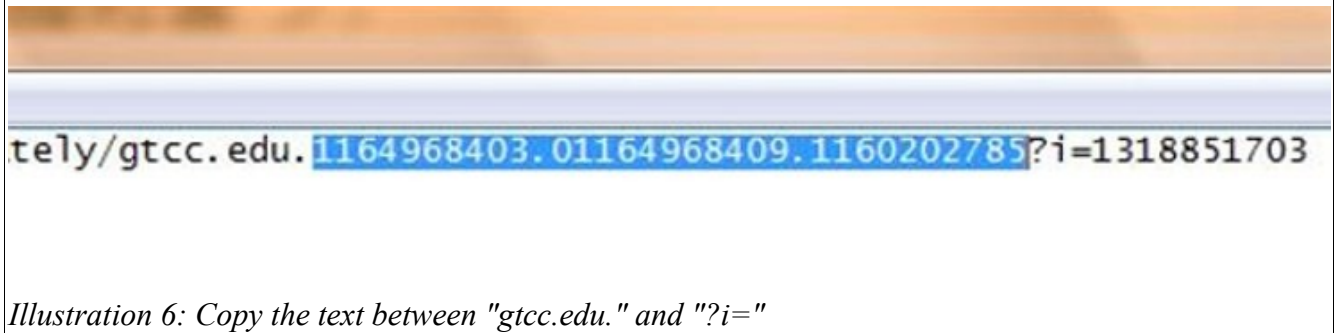 tely/gtcc.edu.1164968403.01164968409.1160202785?i=1318851703
Illustration 6: Copy the text between "gtcc.edu." and "?i="